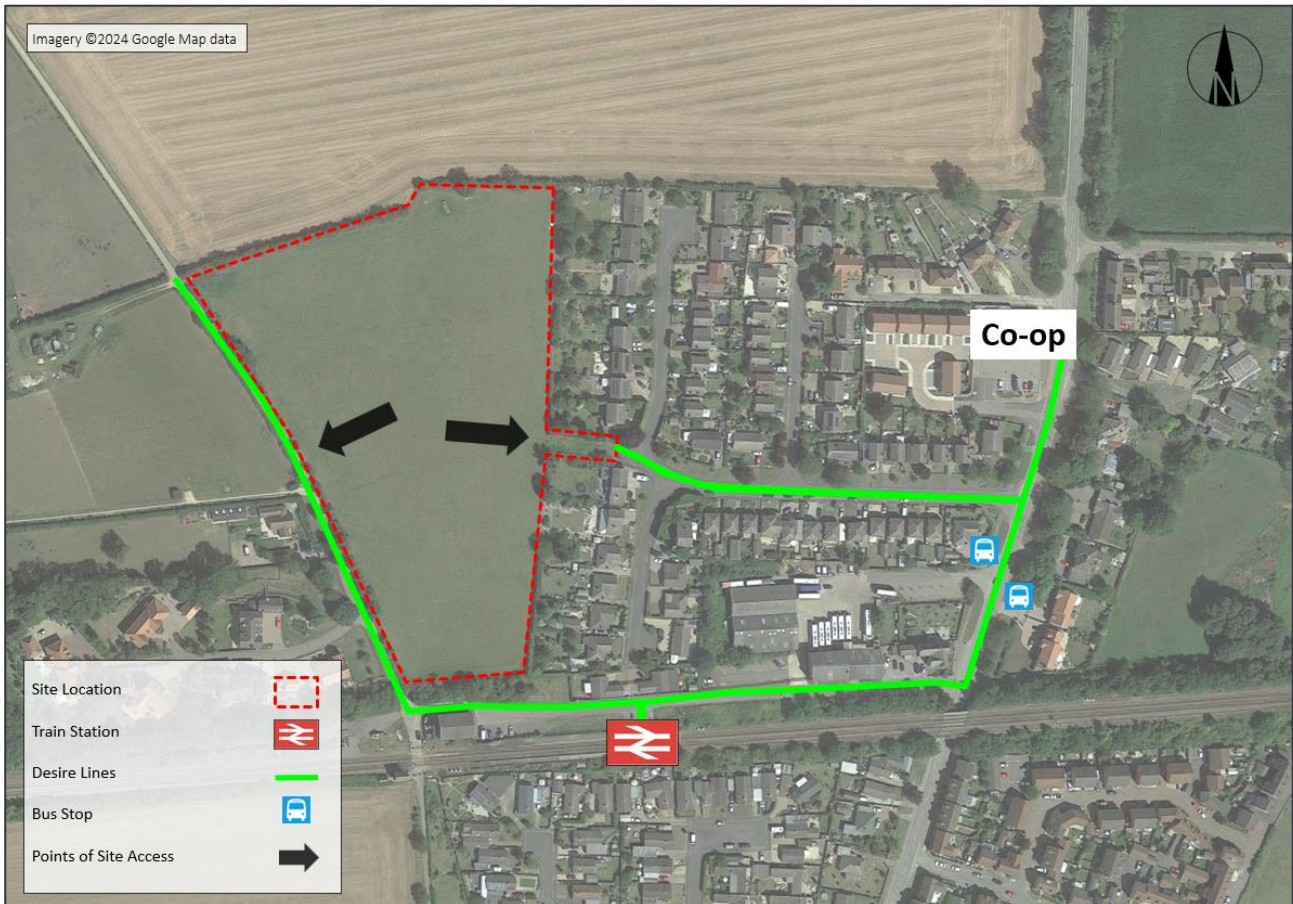 Imagery ©2024 Google Map data
N
Co-op
Site Location
Train Station
Desire Lines
Bus Stop
Points of Site Access